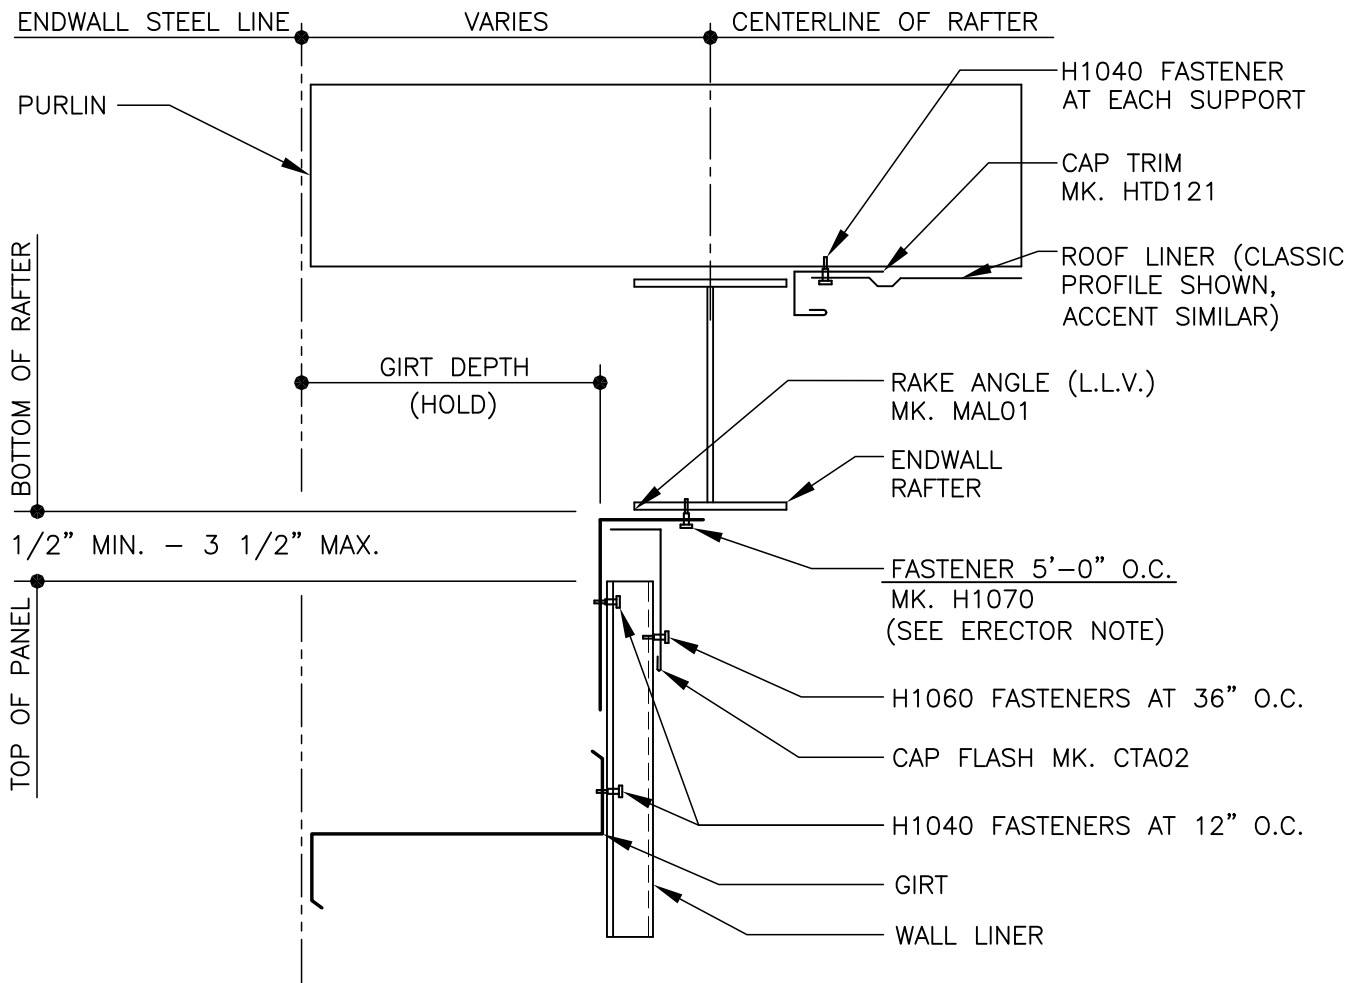 ENDWALL STEEL LINE
VARIES
CENTERLINE OF RAFTER
PURLIN
H1040 FASTENER
AT EACH SUPPORT
CAP TRIM
MK. HTD121
ROOF LINER (CLASSIC
PROFILE SHOWN,
ACCENT SIMILAR)
BOTTOM OF RAFTER
GIRT DEPTH
(HOLD)
RAKE ANGLE (L.L.V.)
MK. MAL01
ENDWALL
RAFTER
1/2" MIN. – 3 1/2" MAX.
FASTENER 5'–0" O.C.
MK. H1070
(SEE ERECTOR NOTE)
TOP OF PANEL
H1060 FASTENERS AT 36" O.C.
CAP FLASH MK. CTA02
H1040 FASTENERS AT 12" O.C.
GIRT
WALL LINER